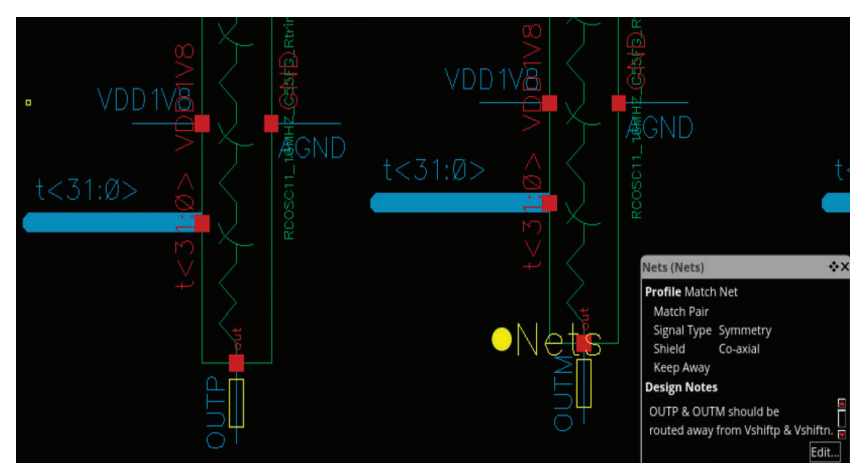 VDD1V8
VDD1V8
GND
AGND
t<31:0>
t<31:0>
out
OUTP
VDD1V8
VDD1V8
GND
AGND
t<31:0>
t<31:0>
out
Nets
OUTM
t<
Nets (Nets)
Profile Match Net
Match Pair
Signal Type Symmetry
Shield Co-axial
Keep Away
Design Notes
OUTP & OUTM should be
routed away from Vshiftp & Vshiftn.
Edit...